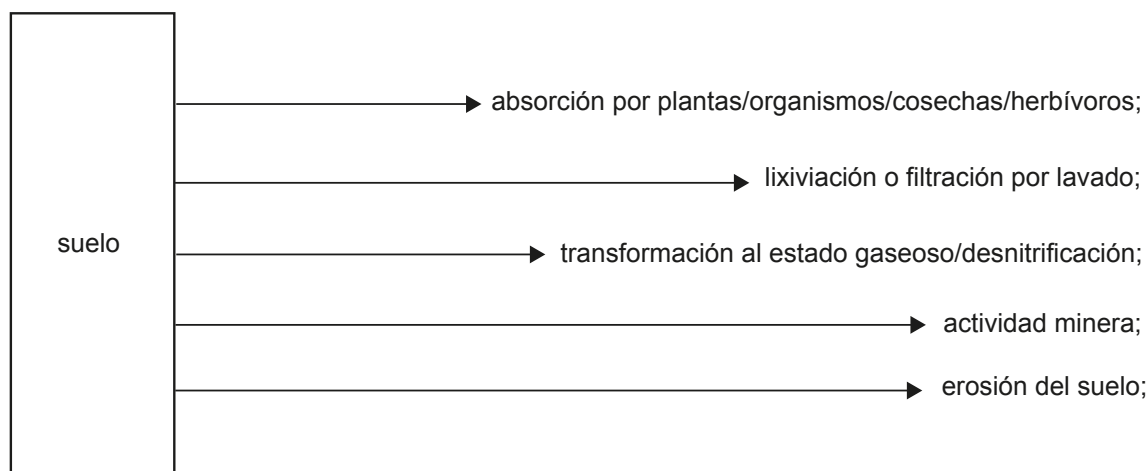 absorción por plantas/organismos/cosechas/herbívoros;
lixiviación o filtración por lavado;
suelo
transformación al estado gaseoso/desnitrificación;
actividad minera;
erosión del suelo;